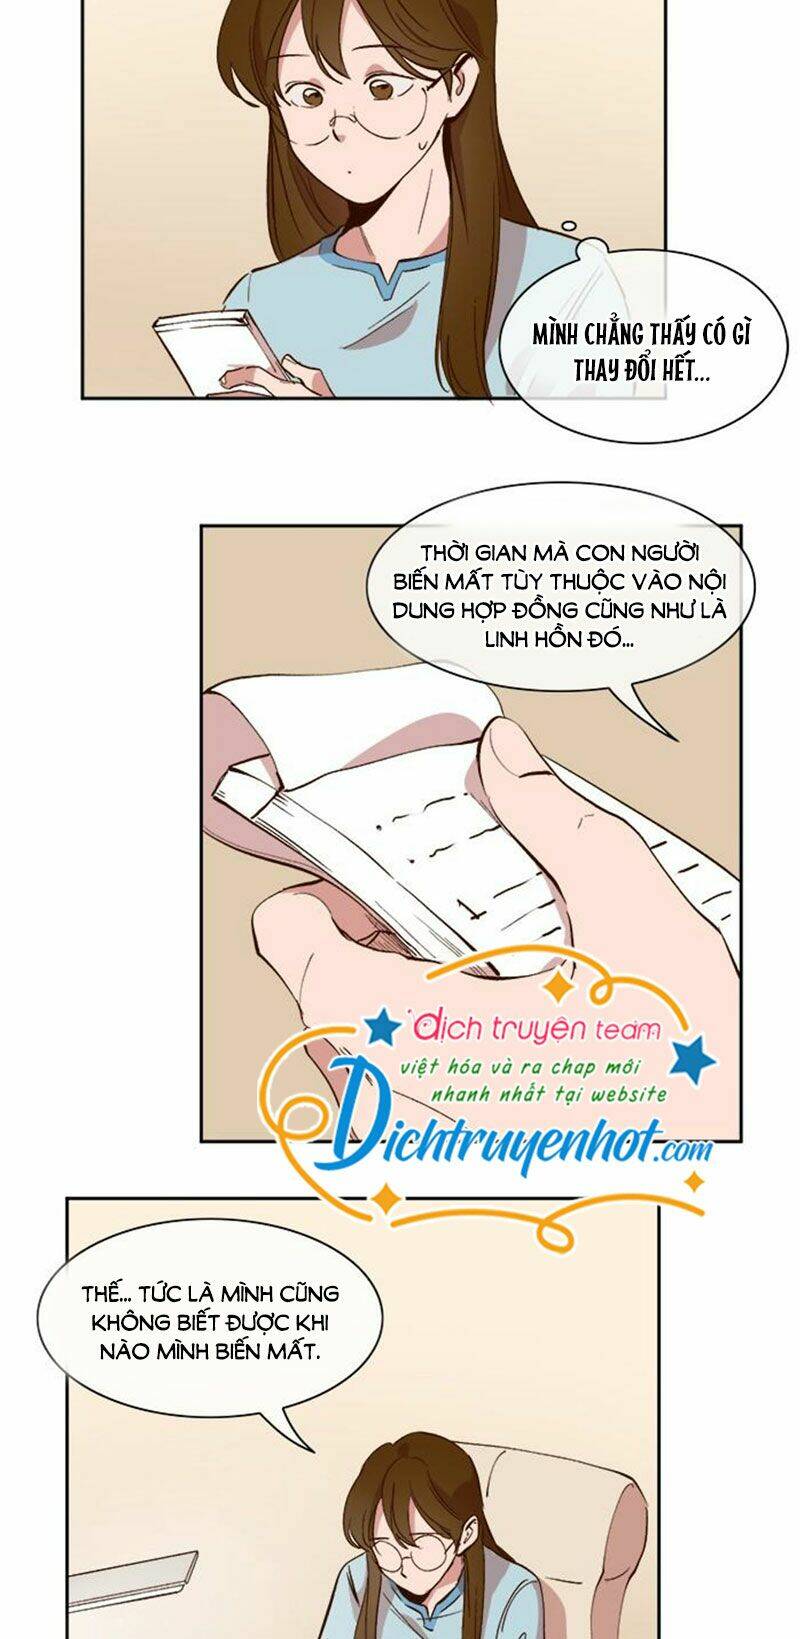 MÌNH CHẲNG THẤY CÓ GÌ
THAY ĐỔI HẾT...
THỜI GIAN MÀ CON NGƯỜI
BIẾN MẤT TÙY THUỘC VÀO NỘI
DUNG HỢP ĐỒNG CŨNG NHƯ LÀ
LINH HỒN ĐÓ...
dịch truyện team
việt hóa và ra chap mới
nhanh nhất tại website
Dichtruyenhot.com
THẾ... TỨC LÀ MÌNH CŨNG
KHÔNG BIẾT ĐƯỢC KHI
NÀO MÌNH BIẾN MẤT.